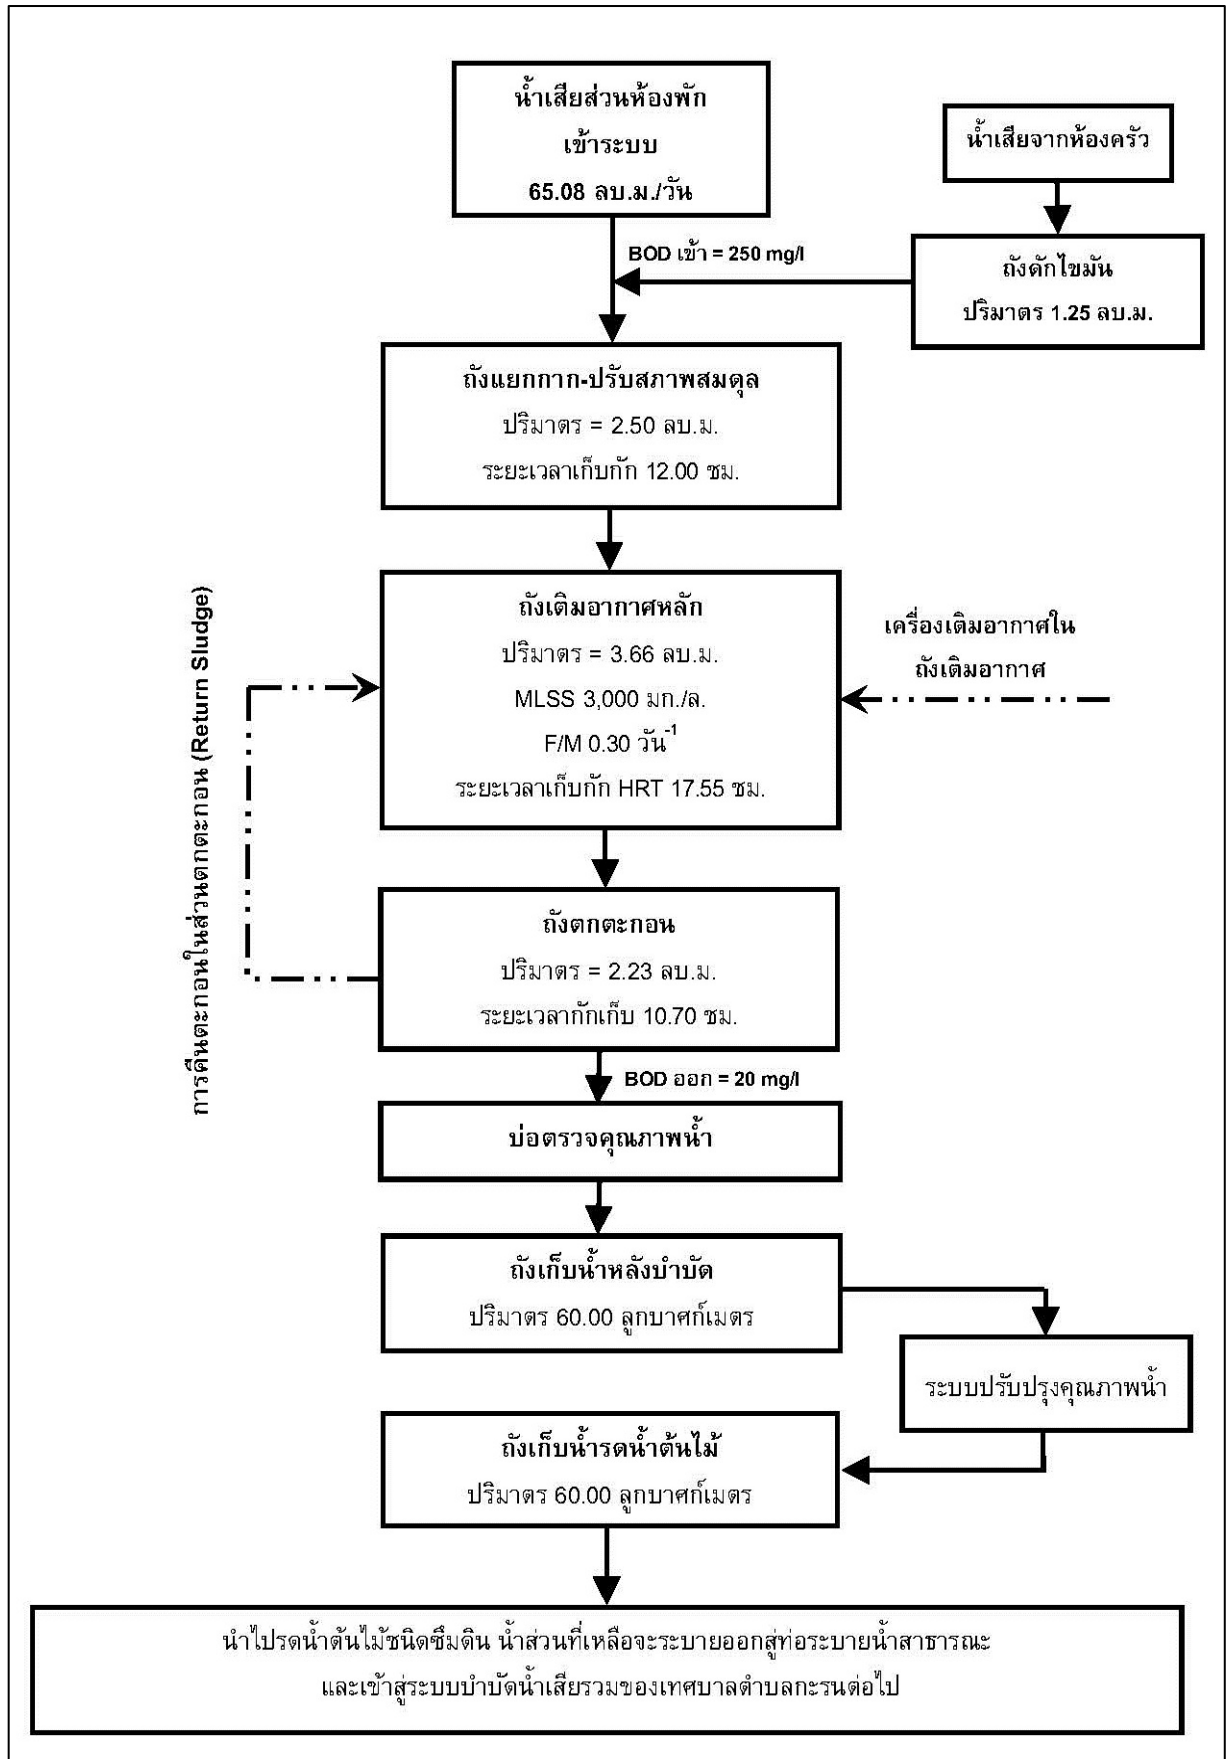 น้ำเสียส่วนห้องพัก
เข้าระบบ
65.08 ลบ.ม./วัน
น้ำเสียจากห้องครัว
BOD เข้า = 250 mg/l
ถังดักไขมัน
ปริมาตร 1.25 ลบ.ม.
ถังแยกกาก-ปรับสภาพสมดุล
ปริมาตร = 2.50 ลบ.ม.
ระยะเวลาเก็บกัก 12.00 ชม.
ถังเติมอากาศหลัก
ปริมาตร = 3.66 ลบ.ม.
MLSS 3,000 มก./ล.
F/M 0.30 วัน⁻¹
ระยะเวลาเก็บกัก HRT 17.55 ชม.
เครื่องเติมอากาศใน
ถังเติมอากาศ
การคืนตะกอนในส่วนตกตะกอน (Return Sludge)
ถังตกตะกอน
ปริมาตร = 2.23 ลบ.ม.
ระยะเวลากักเก็บ 10.70 ชม.
BOD ออก = 20 mg/l
บ่อตรวจคุณภาพน้ำ
ถังเก็บน้ำหลังบำบัด
ปริมาตร 60.00 ลูกบาศก์เมตร
ระบบปรับปรุงคุณภาพน้ำ
ถังเก็บน้ำรดน้ำต้นไม้
ปริมาตร 60.00 ลูกบาศก์เมตร
นำไปรดน้ำต้นไม้ชนิดซึมดิน น้ำส่วนที่เหลือจะระบายออกสู่ท่อระบายน้ำสาธารณะ
และเข้าสู่ระบบบำบัดน้ำเสียรวมของเทศบาลตำบลกะรนต่อไป